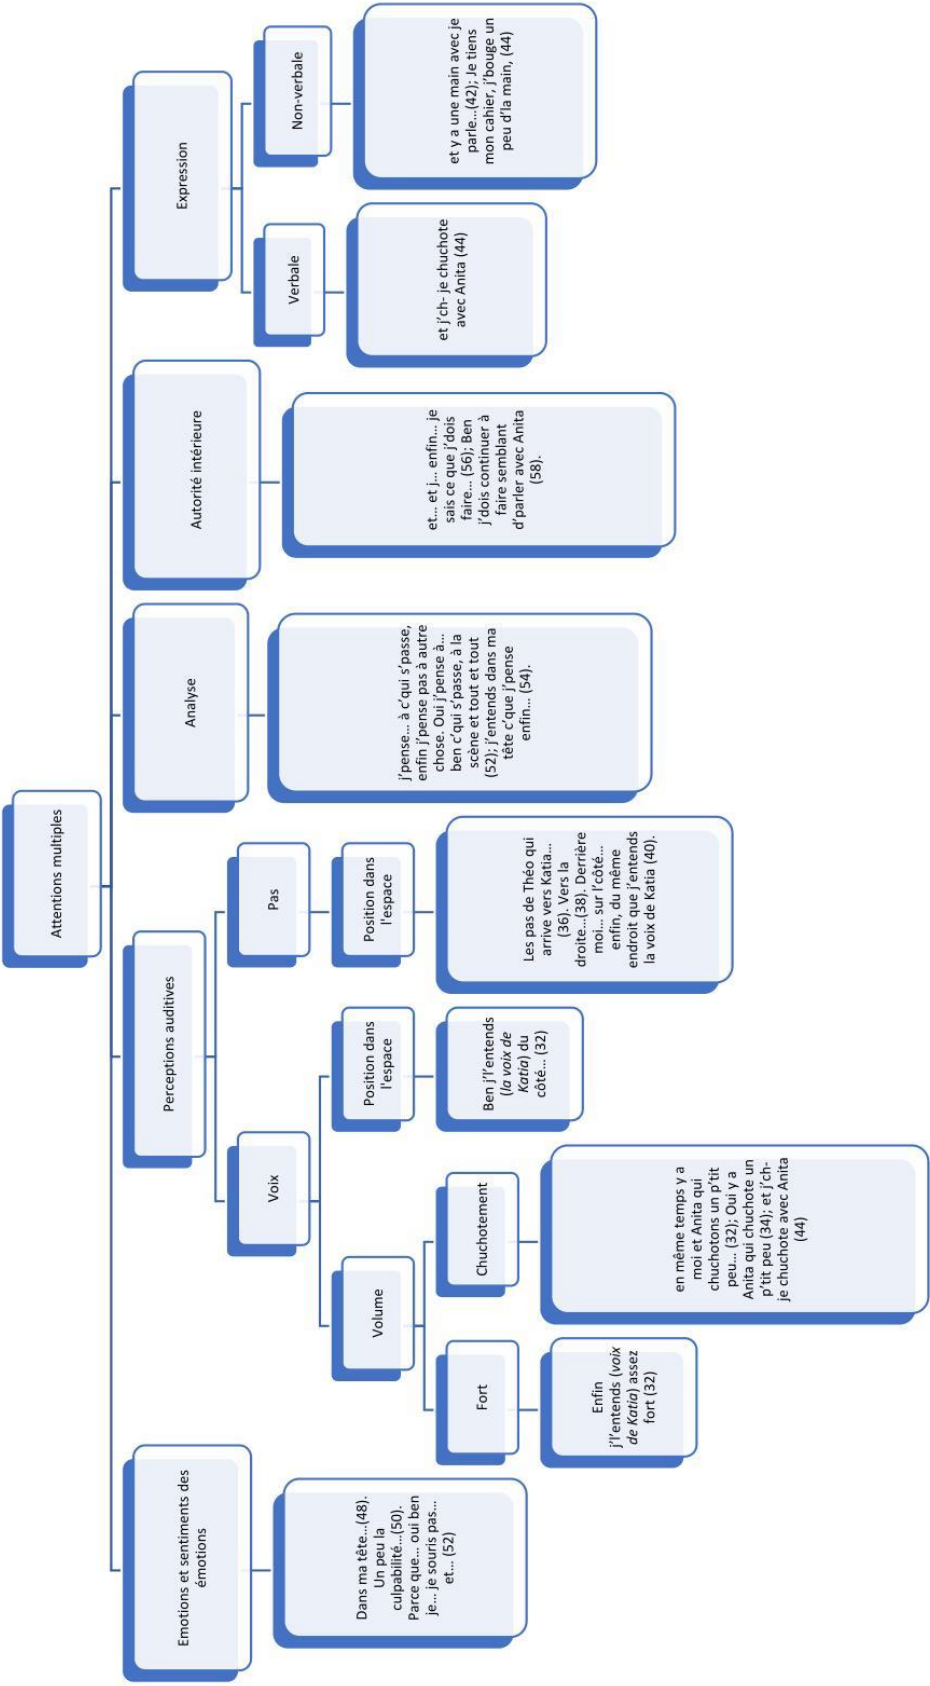 Attentions multiples
Emotions et sentiments des
émotions
Dans ma tête...(48).
Un peu la
culpabilité...(50).
Parce que... oui ben
je... je souris pas...
et... (52)
Perceptions auditives
Voix
Volume
Fort
Enfin
j'l'entends (voix
de Katia) assez
fort (32)
Chuchotement
en même temps y a
moi et Anita qui
chuchotons un p'tit
peu... (32); Oui y a
Anita qui chuchote un
p'tit peu (34); et j'ch-
je chuchote avec Anita
(44)
Position dans
l'espace
Ben j'l'entends
(la voix de
Katia) du
côté... (32)
Pas
Position dans
l'espace
Les pas de Théo qui
arrive vers Katia...
(36). Vers la
droite...(38). Derrière
moi... sur l'côté...
enfin, du même
endroit que j'entends
la voix de Katia (40).
Analyse
j'pense... à c'qui s'passe,
enfin j'pense pas à autre
chose. Oui j'pense à...
ben c'qui s'passe, à la
scène et tout et tout
(52); j'entends dans ma
tête c'que j'pense
enfin... (54).
Autorité intérieure
et... et j... enfin... je
sais ce que j'dois
faire... (56); Ben
j'dois continuer à
faire semblant
d'parler avec Anita
(58).
Expression
Verbale
et j'ch- je chuchote
avec Anita (44)
Non-verbale
et y a une main avec je
parle...(42); Je tiens
mon cahier, j'bouge un
peu d'la main, (44)